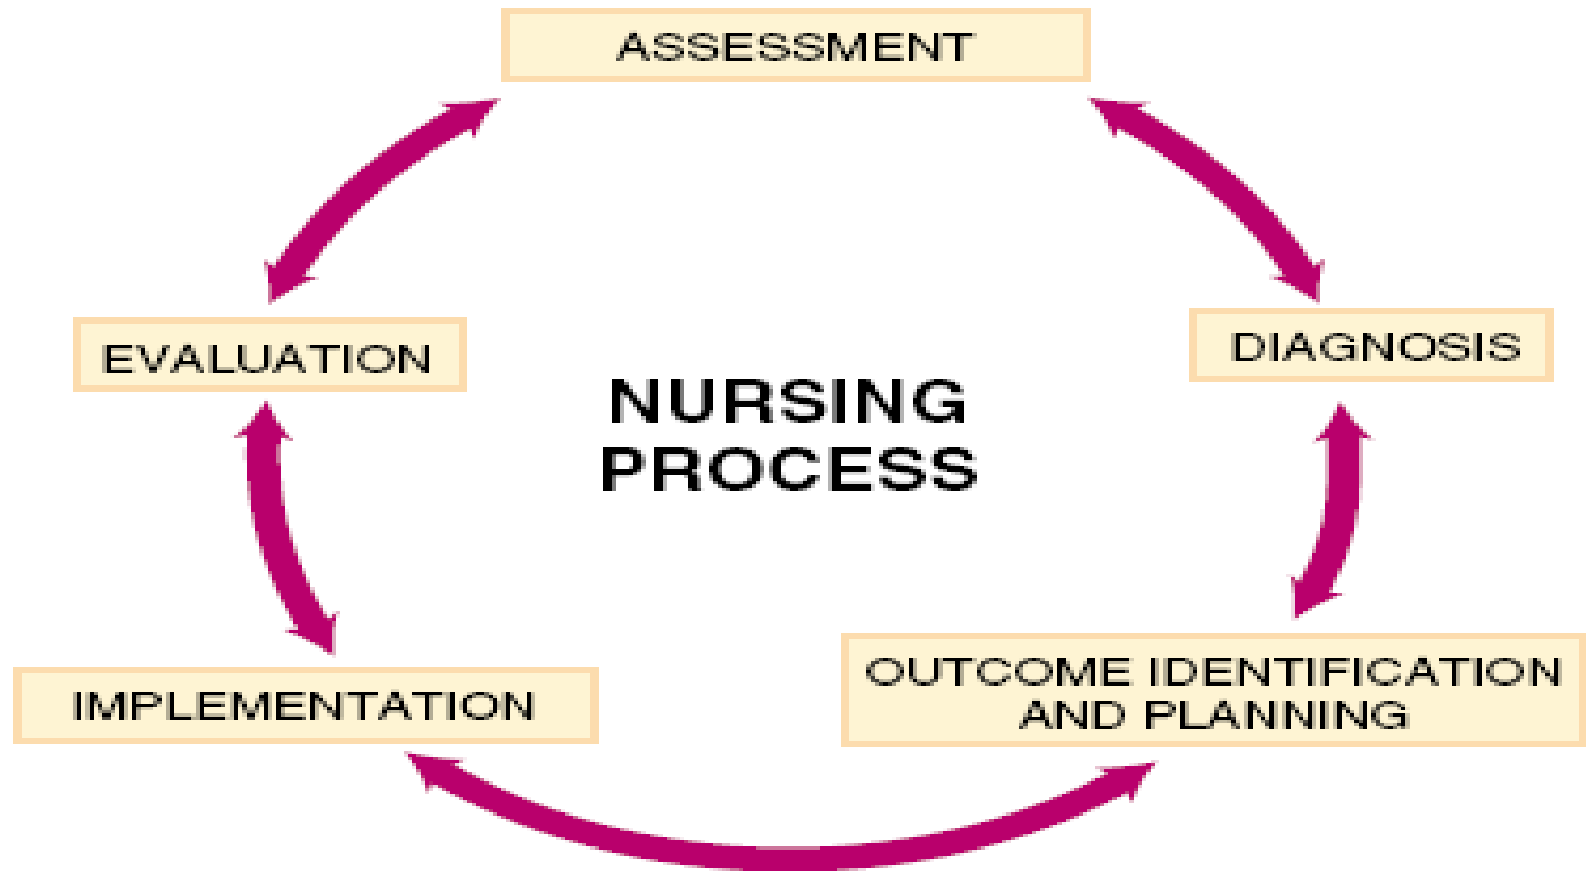 ASSESSMENT
DIAGNOSIS
EVALUATION
NURSING
PROCESS
OUTCOME IDENTIFICATION
AND PLANNING
IMPLEMENTATION